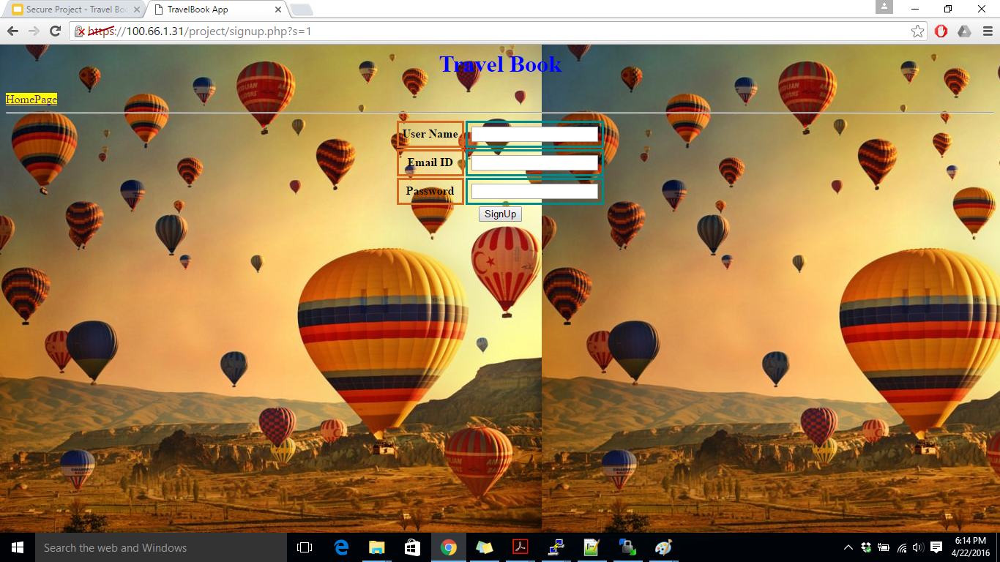 Secure Project - Travel Bo
TravelBook App
https://100.66.1.31/project/signup.php?s=1
Travel Book
HomePage
User Name
Email ID
Password
SignUp
Search the web and Windows
6:14 PM
4/22/2016